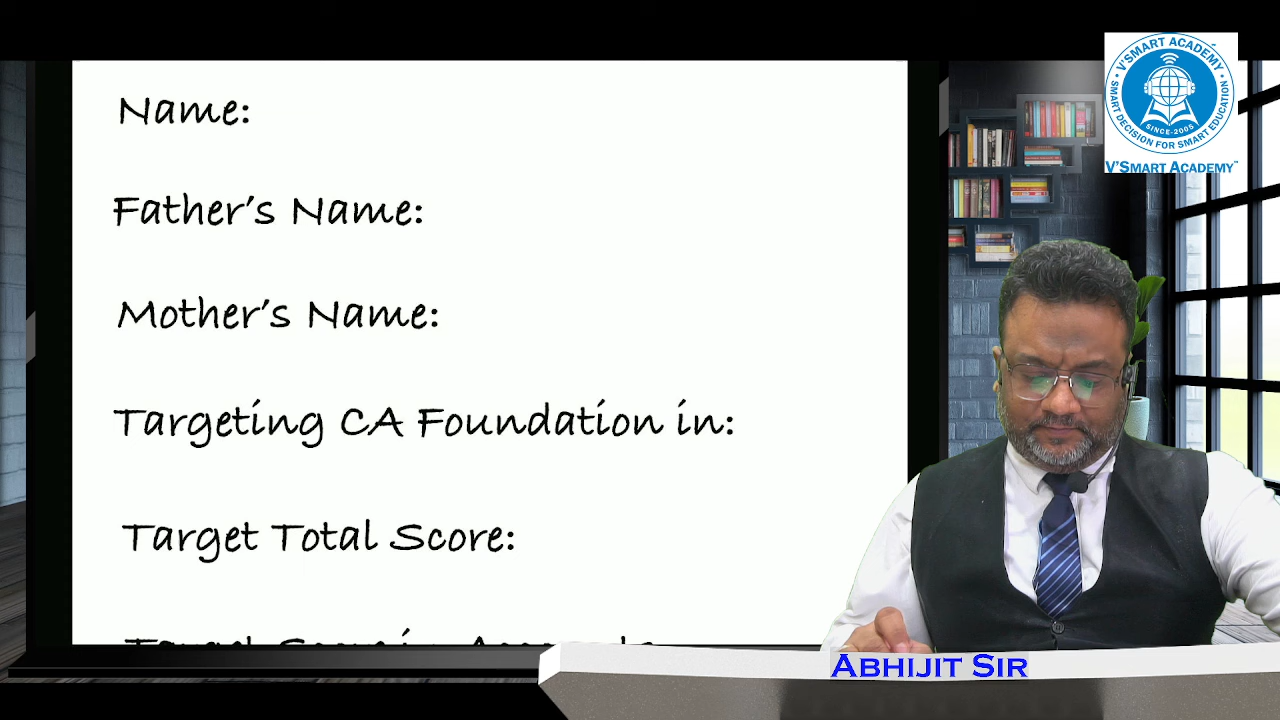 Name:
Father's Name:
Mother's Name:
Targeting CA Foundation in:
Target Total Score:
V'SMART ACADEMY
SINCE-2005
SMART DECISION FOR SMART EDUCATION
V'SMART ACADEMY
ABHIJIT SIR